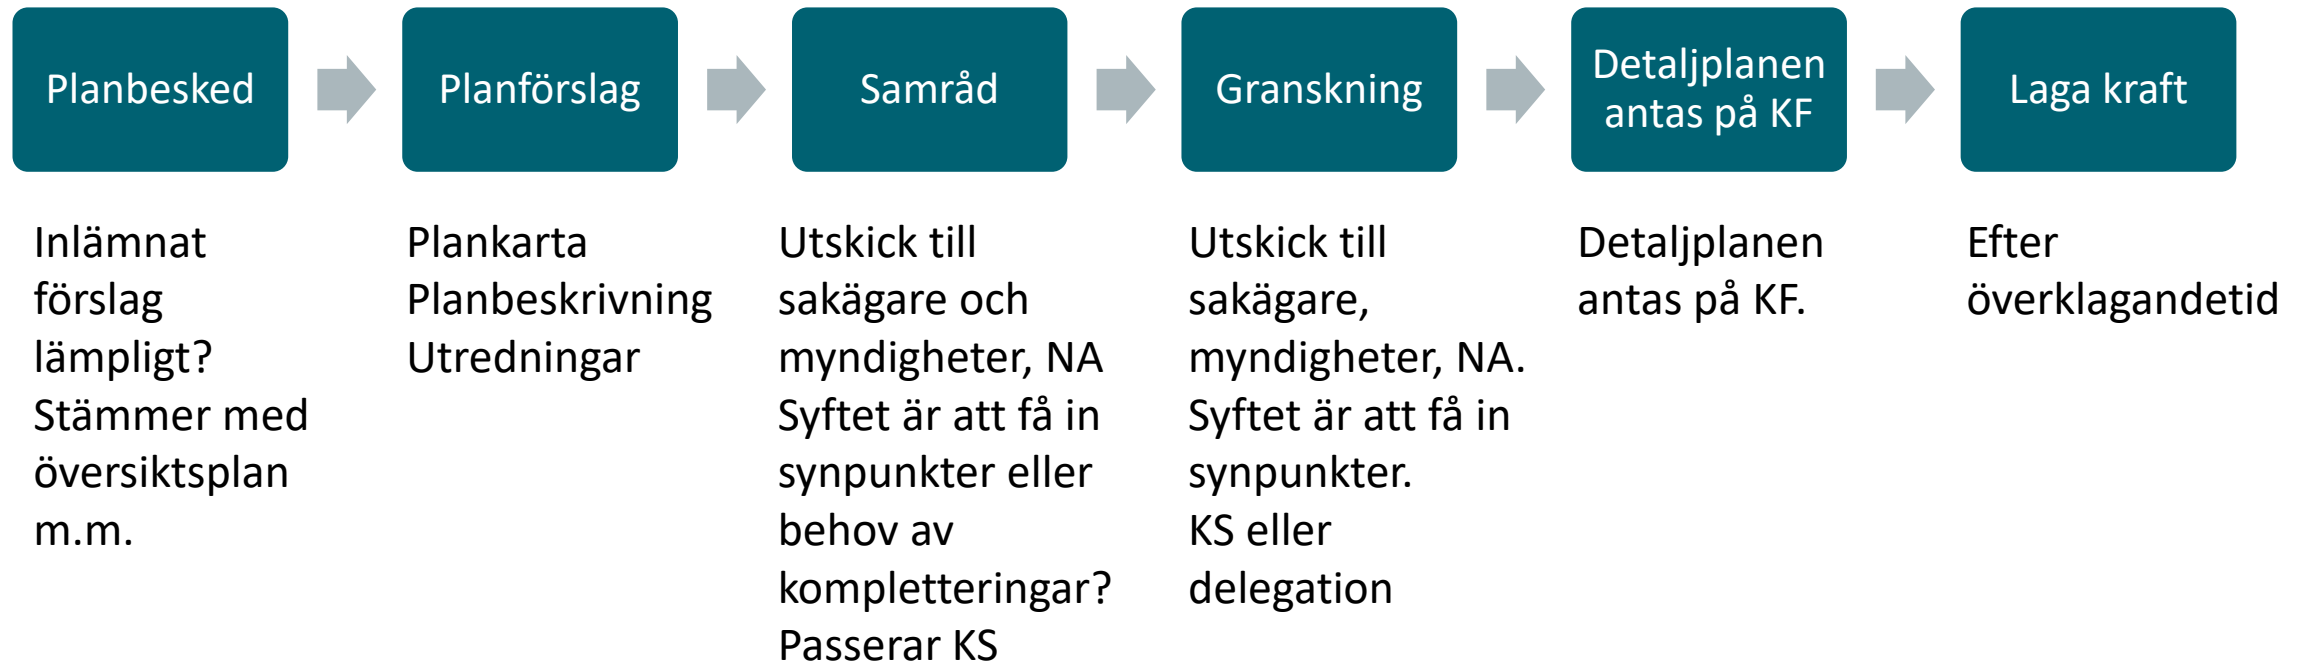 Planbesked
Planförslag
Samråd
Granskning
Detaljplanen
antas på KF
Laga kraft
Inlämnat
förslag
lämpligt?
Stämmer med
översiktsplan
m.m.
Plankarta
Planbeskrivning
Utredningar
Utskick till
sakägare och
myndigheter, NA
Syftet är att få in
synpunkter eller
behov av
kompletteringar?
Passerar KS
Utskick till
sakägare,
myndigheter, NA.
Syftet är att få in
synpunkter.
KS eller
delegation
Detaljplanen
antas på KF.
Efter
överklagandetid